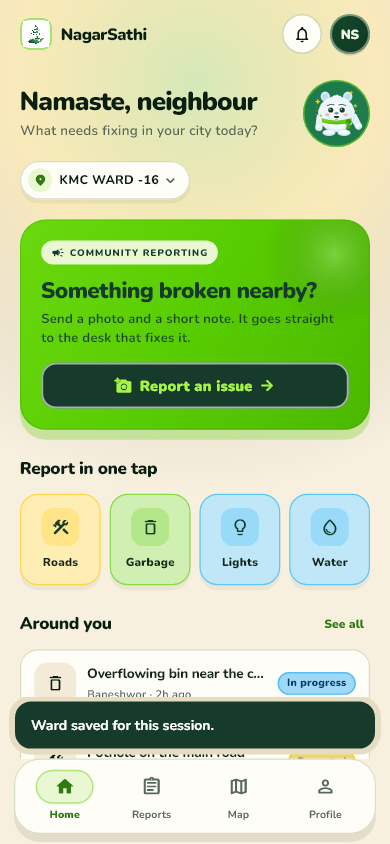 NagarSathi
NS
Namaste, neighbour
What needs fixing in your city today?
KMC WARD -16
COMMUNITY REPORTING
Something broken nearby?
Send a photo and a short note. It goes straight
to the desk that fixes it.
Report an issue
Report in one tap
Roads
Garbage
Lights
Water
Around you
See all
Overflowing bin near the c...
In progress
Baneshwor · 2h ago
Ward saved for this session.
Pothole on the main road
Home
Reports
Map
Profile